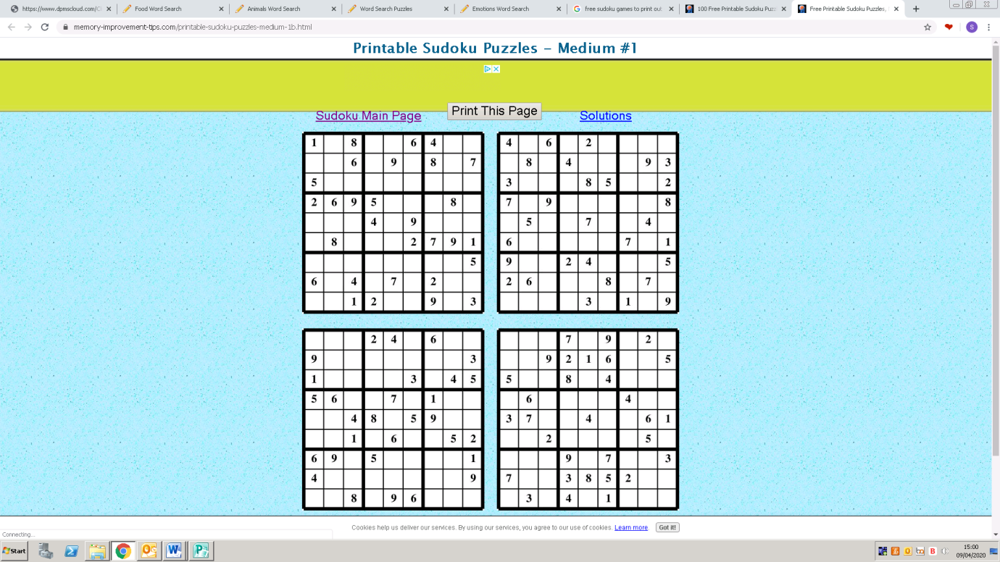 https://www.dpmscloud.com/Cl
Food Word Search
Animals Word Search
Word Search Puzzles
Emotions Word Search
free sudoku games to print out
100 Free Printable Sudoku Puzz
Free Printable Sudoku Puzzles,
memory-improvement-tips.com/printable-sudoku-puzzles-medium-1b.html
S
Printable Sudoku Puzzles - Medium #1
Sudoku Main Page Print This Page Solutions
1 8 6 4
6 9 8 7
5
2 6 9 5 8
4 9
8 2 7 9 1
5
6 4 7 2
1 2 9 3
4 6 2
8 4 9 3
3 8 5 2
7 9 8
5 7 4
6 7 1
9 2 4 5
2 6 8 7
3 1 9
2 4 6
9 3
1 3 4 5
5 6 7 1
4 8 5 9
1 6 5 2
6 9 5 1
4 9
8 9 6
7 9 2
9 2 1 6 5
5 8 4
6 4
3 7 4 6 1
2 5
9 7 3
7 3 8 5 2
3 4 1
Cookies help us deliver our services. By using our services, you agree to our use of cookies. Learn more. Got it!
Connecting...
Start
15:00
09/04/2020